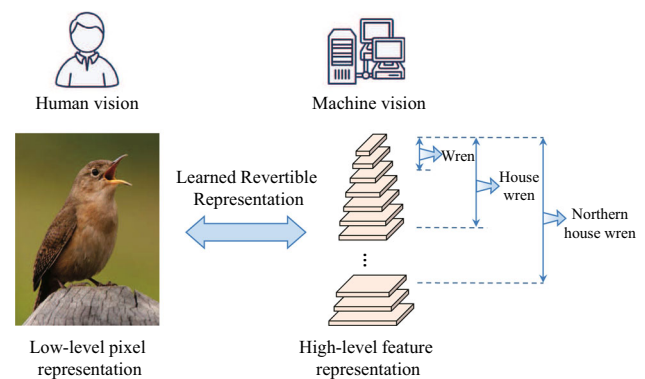 Human vision
Machine vision
Learned Revertible
Representation
Wren
House
wren
Northern
house wren
...
Low-level pixel
representation
High-level feature
representation